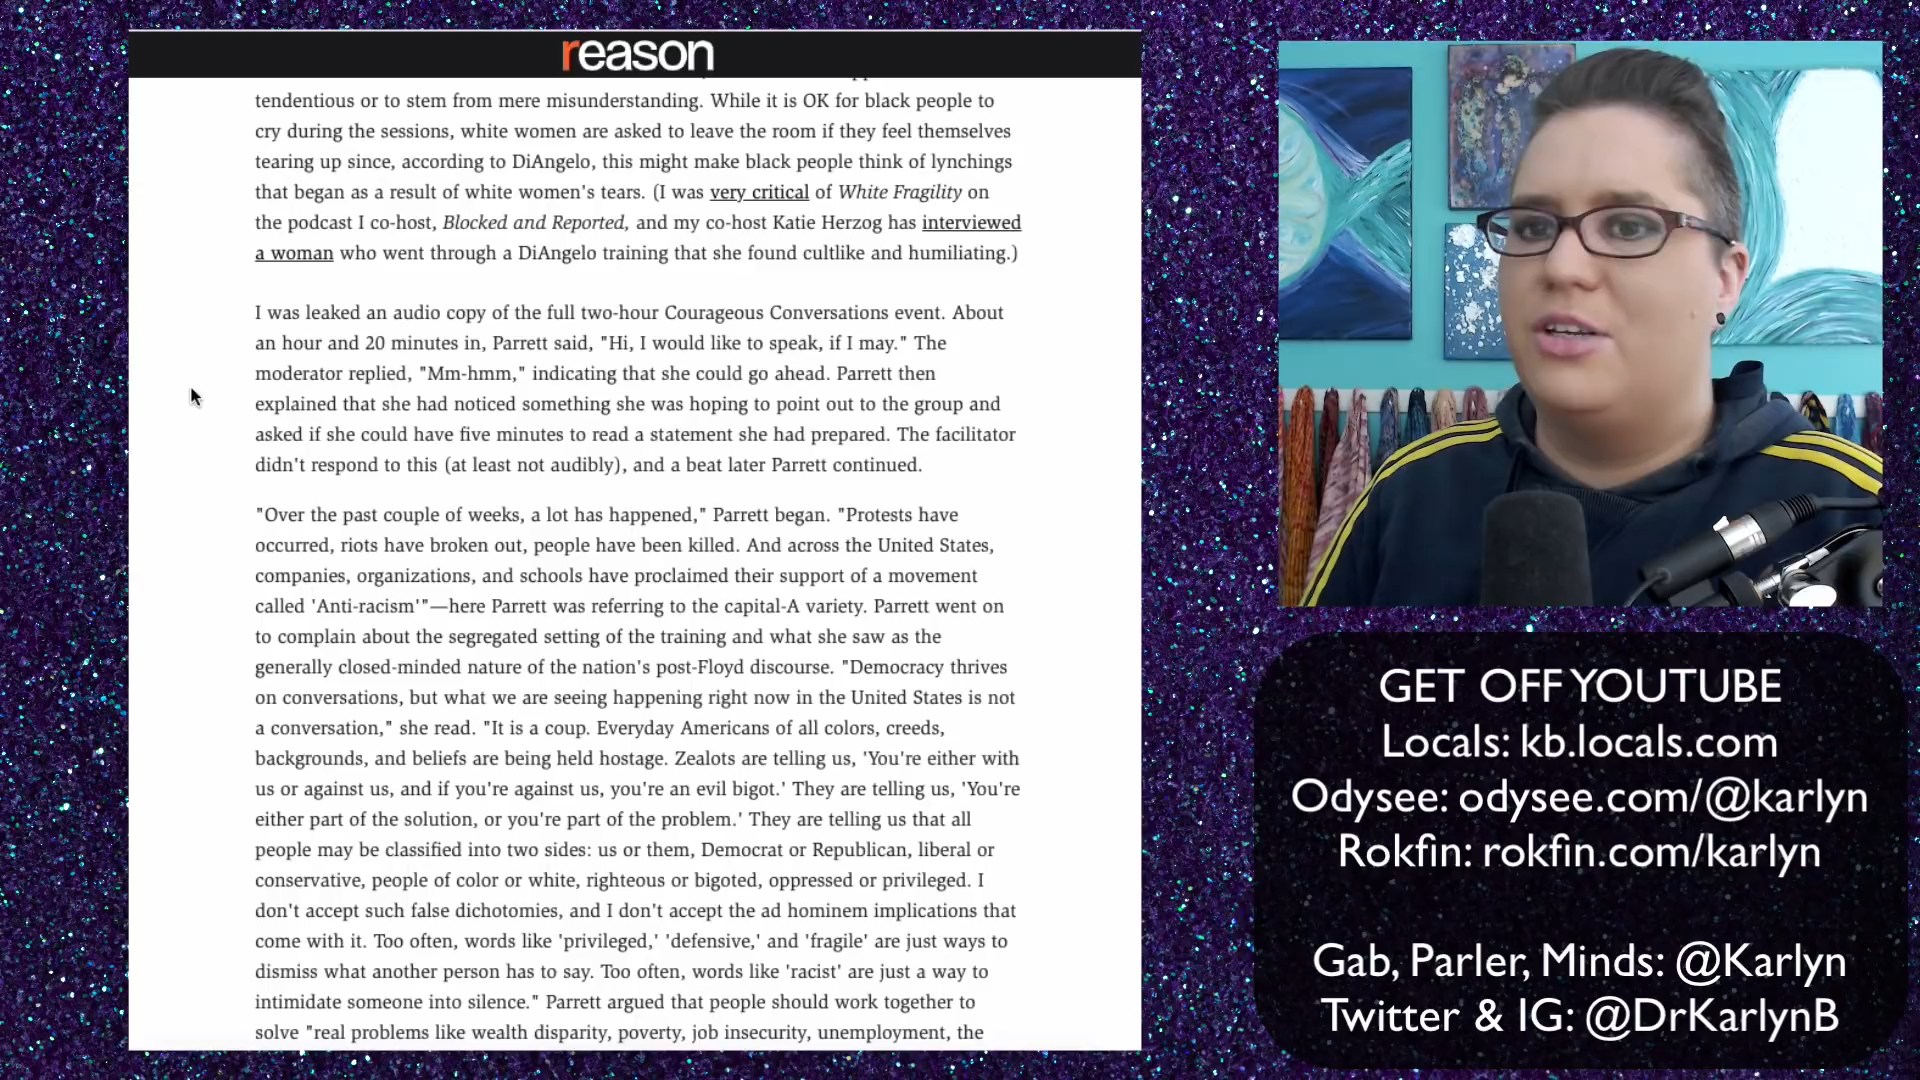 reason
tendentious or to stem from mere misunderstanding. While it is OK for black people to
cry during the sessions, white women are asked to leave the room if they feel themselves
tearing up since, according to DiAngelo, this might make black people think of lynchings
that began as a result of white women's tears. (I was very critical of White Fragility on
the podcast I co-host, Blocked and Reported, and my co-host Katie Herzog has interviewed
a woman who went through a DiAngelo training that she found cultlike and humiliating.)
I was leaked an audio copy of the full two-hour Courageous Conversations event. About
an hour and 20 minutes in, Parrett said, "Hi, I would like to speak, if I may." The
moderator replied, "Mm-hmm," indicating that she could go ahead. Parrett then
explained that she had noticed something she was hoping to point out to the group and
asked if she could have five minutes to read a statement she had prepared. The facilitator
didn't respond to this (at least not audibly), and a beat later Parrett continued.
"Over the past couple of weeks, a lot has happened," Parrett began. "Protests have
occurred, riots have broken out, people have been killed. And across the United States,
companies, organizations, and schools have proclaimed their support of a movement
called 'Anti-racism'"—here Parrett was referring to the capital-A variety. Parrett went on
to complain about the segregated setting of the training and what she saw as the
generally closed-minded nature of the nation's post-Floyd discourse. "Democracy thrives
on conversations, but what we are seeing happening right now in the United States is not
a conversation," she read. "It is a coup. Everyday Americans of all colors, creeds,
backgrounds, and beliefs are being held hostage. Zealots are telling us, 'You're either with
us or against us, and if you're against us, you're an evil bigot.' They are telling us, 'You're
either part of the solution, or you're part of the problem.' They are telling us that all
people may be classified into two sides: us or them, Democrat or Republican, liberal or
conservative, people of color or white, righteous or bigoted, oppressed or privileged. I
don't accept such false dichotomies, and I don't accept the ad hominem implications that
come with it. Too often, words like 'privileged,' 'defensive,' and 'fragile' are just ways to
dismiss what another person has to say. Too often, words like 'racist' are just a way to
intimidate someone into silence." Parrett argued that people should work together to
solve "real problems like wealth disparity, poverty, job insecurity, unemployment, the
GET OFF YOUTUBE
Locals: kb.locals.com
Odysee: odysee.com/@karlyn
Rokfin: rokfin.com/karlyn
Gab, Parler, Minds: @Karlyn
Twitter & IG: @DrKarlynB